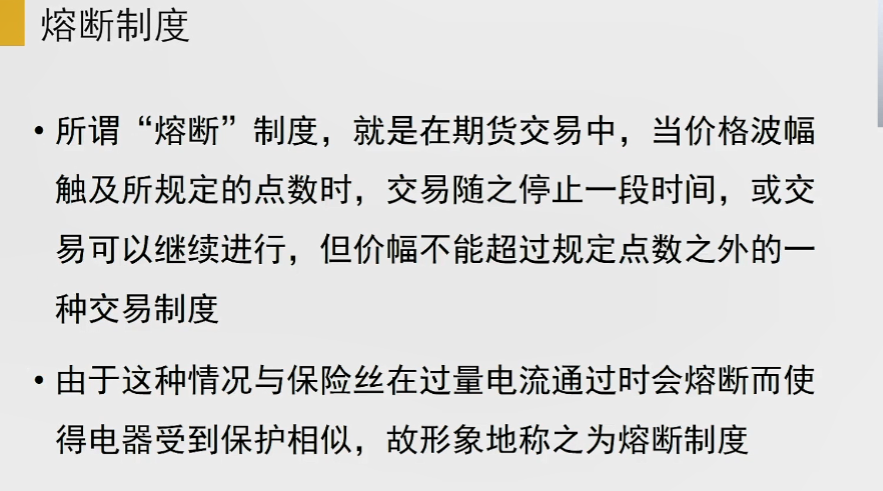 熔断制度
• 所谓“熔断”制度，就是在期货交易中，当价格波幅
触及所规定的点数时，交易随之停止一段时间，或交
易可以继续进行，但价幅不能超过规定点数之外的一
种交易制度
• 由于这种情况与保险丝在过量电流通过时会熔断而使
得电器受到保护相似，故形象地称之为熔断制度